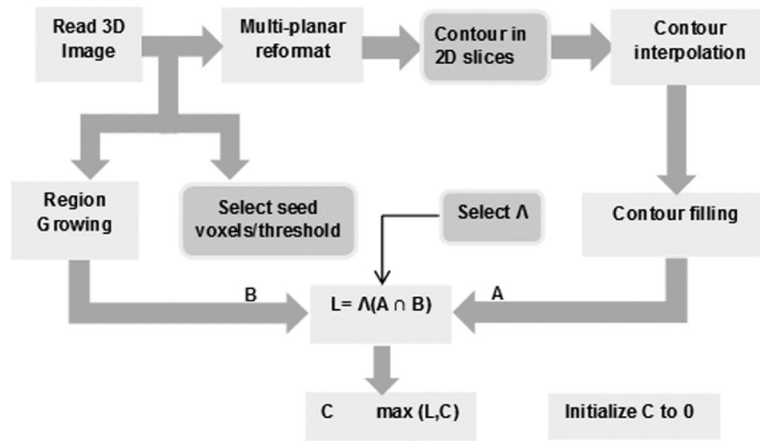 Read 3D
Image
Multi-planar
reformat
Contour in
2D slices
Contour
interpolation
Region
Growing
Select seed
voxels/threshold
Select Λ
Contour filling
B
L= Λ(A ∩ B)
A
C max (L,C)
Initialize C to 0